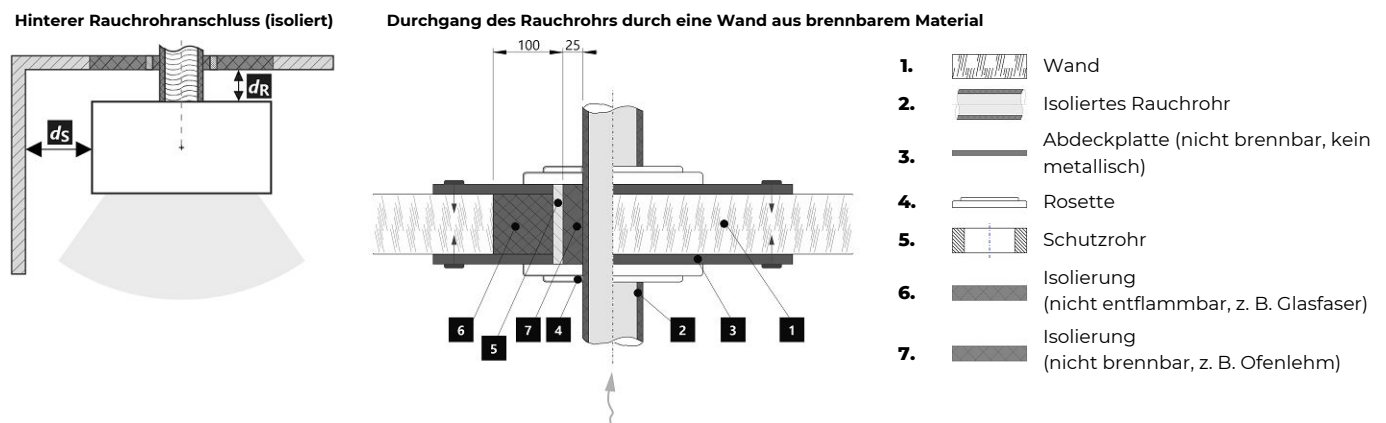 Hinterer Rauchrohranschluss (isoliert)
dR
dS
Durchgang des Rauchrohrs durch eine Wand aus brennbarem Material
100
25
6
5
7
4
2
3
1
1. Wand
2. Isoliertes Rauchrohr
3. Abdeckplatte (nicht brennbar, kein
metallisch)
4. Rosette
5. Schutzrohr
6. Isolierung
(nicht entflammbar, z. B. Glasfaser)
7. Isolierung
(nicht brennbar, z. B. Ofenlehm)